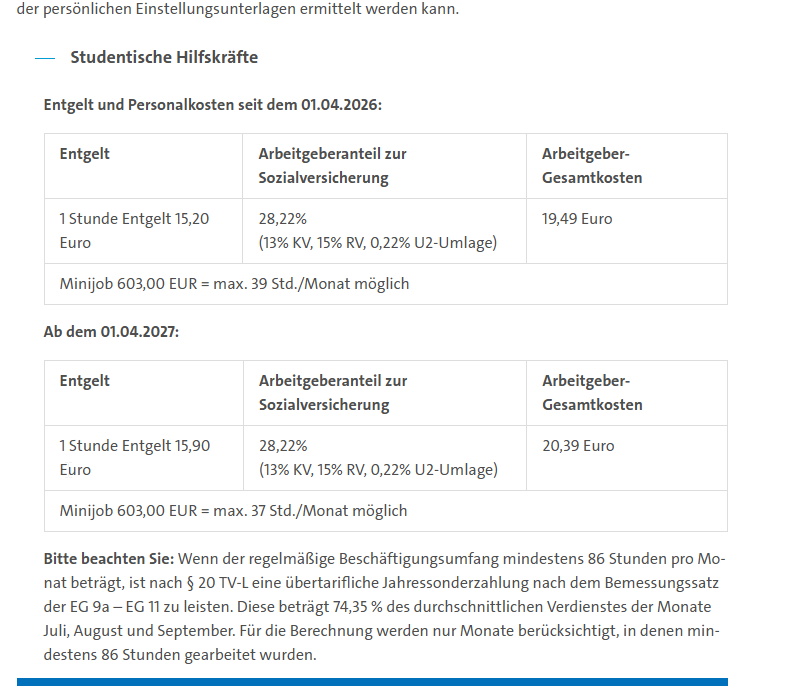 der persönlichen Einstellungsunterlagen ermittelt werden kann.
— Studentische Hilfskräfte
Entgelt und Personalkosten seit dem 01.04.2026:
Entgelt
Arbeitgeberanteil zur
Sozialversicherung
Arbeitgeber-
Gesamtkosten
1 Stunde Entgelt 15,20
Euro
28,22%
(13% KV, 15% RV, 0,22% U2-Umlage)
19,49 Euro
Minijob 603,00 EUR = max. 39 Std./Monat möglich
Ab dem 01.04.2027:
Entgelt
Arbeitgeberanteil zur
Sozialversicherung
Arbeitgeber-
Gesamtkosten
1 Stunde Entgelt 15,90
Euro
28,22%
(13% KV, 15% RV, 0,22% U2-Umlage)
20,39 Euro
Minijob 603,00 EUR = max. 37 Std./Monat möglich
Bitte beachten Sie: Wenn der regelmäßige Beschäftigungsumfang mindestens 86 Stunden pro Mo-
nat beträgt, ist nach § 20 TV-L eine übertarifliche Jahressonderzahlung nach dem Bemessungssatz
der EG 9a – EG 11 zu leisten. Diese beträgt 74,35 % des durchschnittlichen Verdienstes der Monate
Juli, August und September. Für die Berechnung werden nur Monate berücksichtigt, in denen min-
destens 86 Stunden gearbeitet wurden.